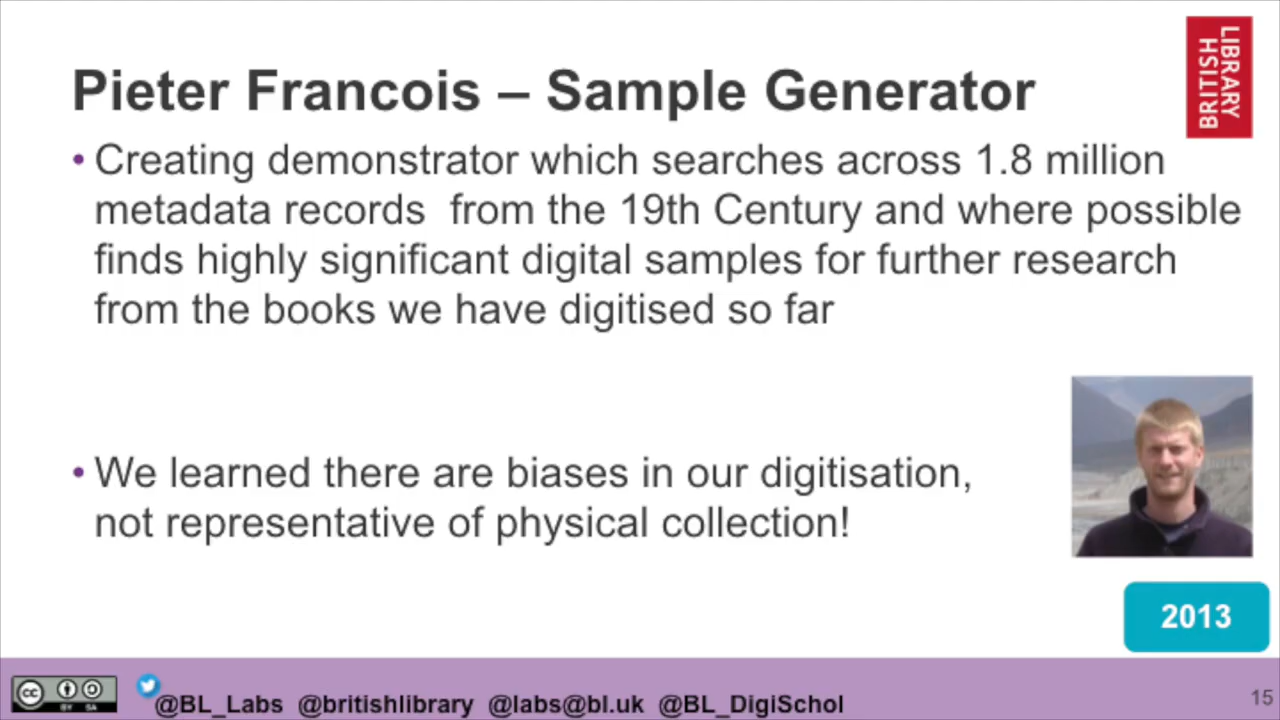 Pieter Francois – Sample Generator
LIBRARY
BRITISH
• Creating demonstrator which searches across 1.8 million
metadata records  from the 19th Century and where possible
finds highly significant digital samples for further research
from the books we have digitised so far
• We learned there are biases in our digitisation,
not representative of physical collection!
2013
cc
BY SA
@BL_Labs @britishlibrary @labs@bl.uk @BL_DigiSchol
15